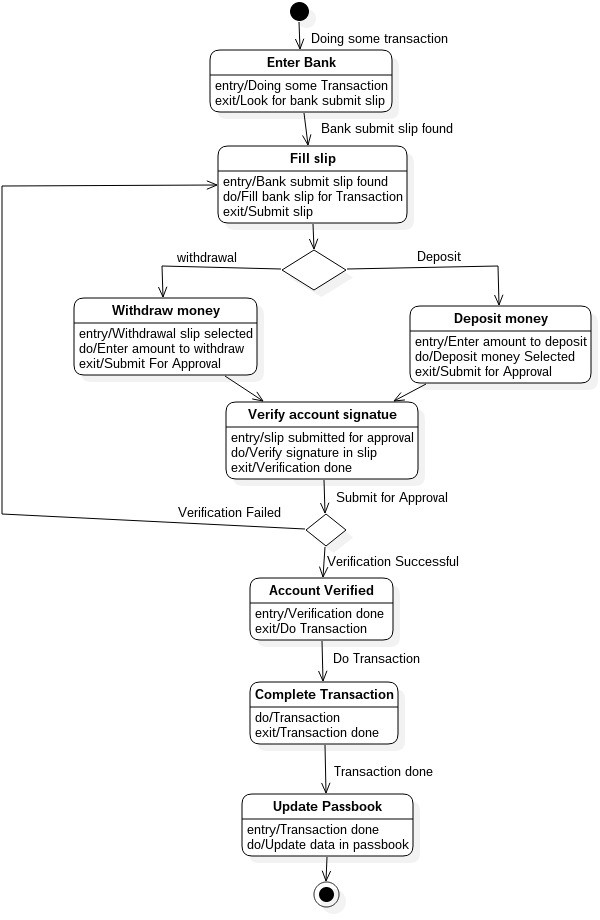 Doing some transaction
Enter Bank
entry/Doing some Transaction
exit/Look for bank submit slip
Bank submit slip found
Fill slip
entry/Bank submit slip found
do/Fill bank slip for Transaction
exit/Submit slip
withdrawal
Deposit
Withdraw money
entry/Withdrawal slip selected
do/Enter amount to withdraw
exit/Submit For Approval
Deposit money
entry/Enter amount to deposit
do/Deposit money Selected
exit/Submit for Approval
Verify account signatue
entry/slip submitted for approval
do/Verify signature in slip
exit/Verification done
Submit for Approval
Verification Failed
Verification Successful
Account Verified
entry/Verification done
exit/Do Transaction
Do Transaction
Complete Transaction
do/Transaction
exit/Transaction done
Transaction done
Update Passbook
entry/Transaction done
do/Update data in passbook